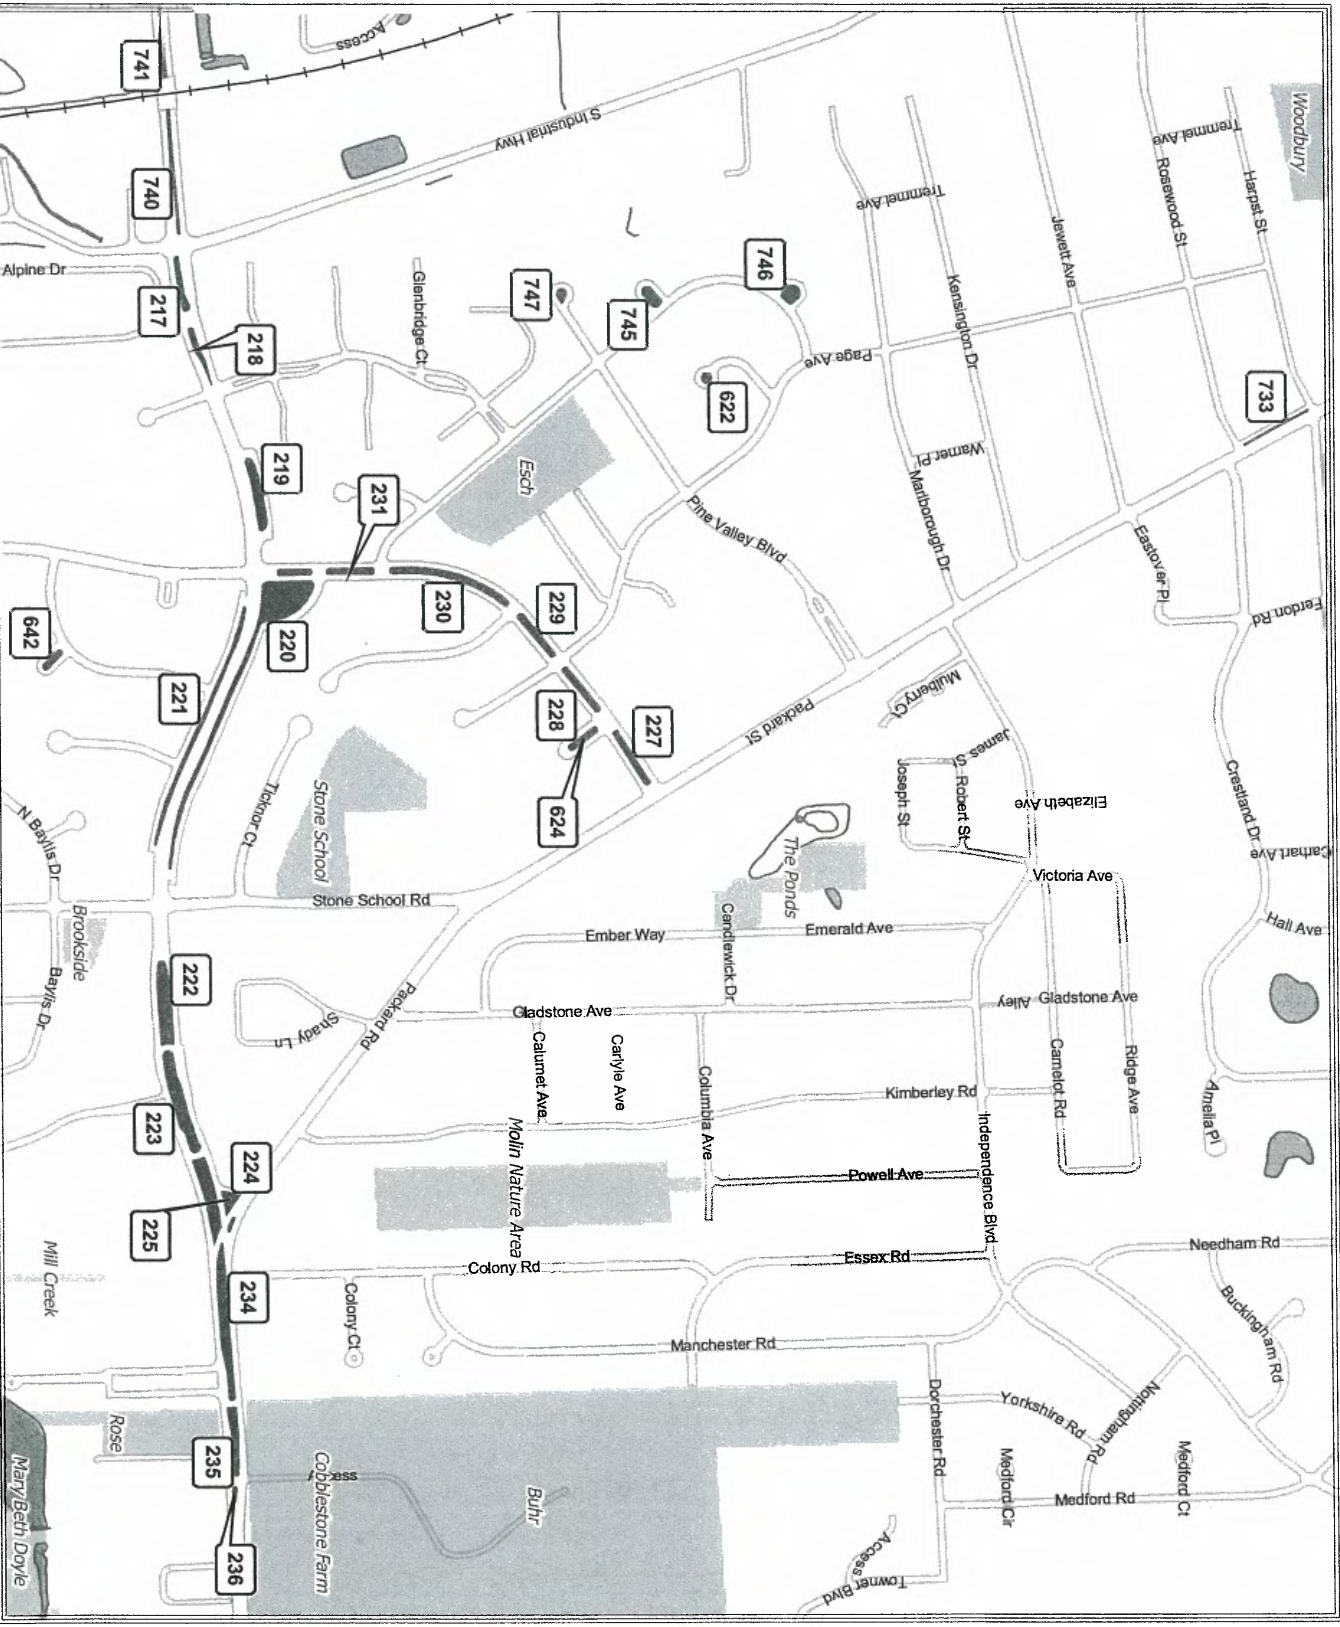 741
Access
Woodbury
S Industrial Hwy
Tremmel Ave
Rosewood St
Harpst St
740
Tremmel Ave
Jewett Ave
Alpine Dr
217
218
Glenbridge Ct
747
745
746
Kensington Dr
Page Ave
622
733
219
231
Esch
Warner Pl
Marlborough Dr
Pine Valley Blvd
Eastover Pl
Ferdon Rd
642
220
230
229
221
228
227
624
Packard St
Mulberry Ct
James St
Joseph St
Robert St
Elizabeth Ave
Crestland Dr
Carhart Ave
N Baylis Dr
Ticknor Ct
Stone School
The Ponds
Victoria Ave
Stone School Rd
Brookside
Baylis Dr
222
Ember Way
Candlewick Dr
Emerald Ave
Hall Ave
Shady Ln
Packard Rd
Gladstone Ave
Alley
Gladstone Ave
Calumet Ave
Carlyle Ave
Columbia Ave
Kimberley Rd
Camelot Rd
Ridge Ave
Amelia Pl
223
224
225
Molin Nature Area
Powell Ave
Independence Blvd
Mill Creek
234
Colony Rd
Essex Rd
Needham Rd
Colony Ct
Manchester Rd
Buckingham Rd
Rose
235
Cobblestone Farm
Buhr
Dorchester Rd
Yorkshire Rd
Nottingham Rd
Medford Cir
Medford Rd
Medford Ct
Mary Beth Doyle
236
Access
Towner Blvd